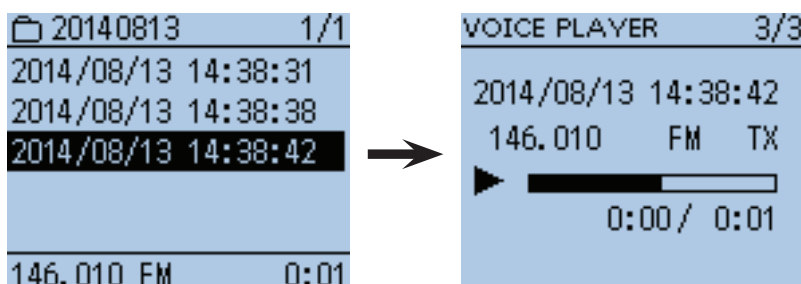 20140813 1/1
2014/08/13 14:38:31
2014/08/13 14:38:38
2014/08/13 14:38:42
146.010 FM 0:01
VOICE PLAYER 3/3
2014/08/13 14:38:42
146.010 FM TX
0:00/ 0:01